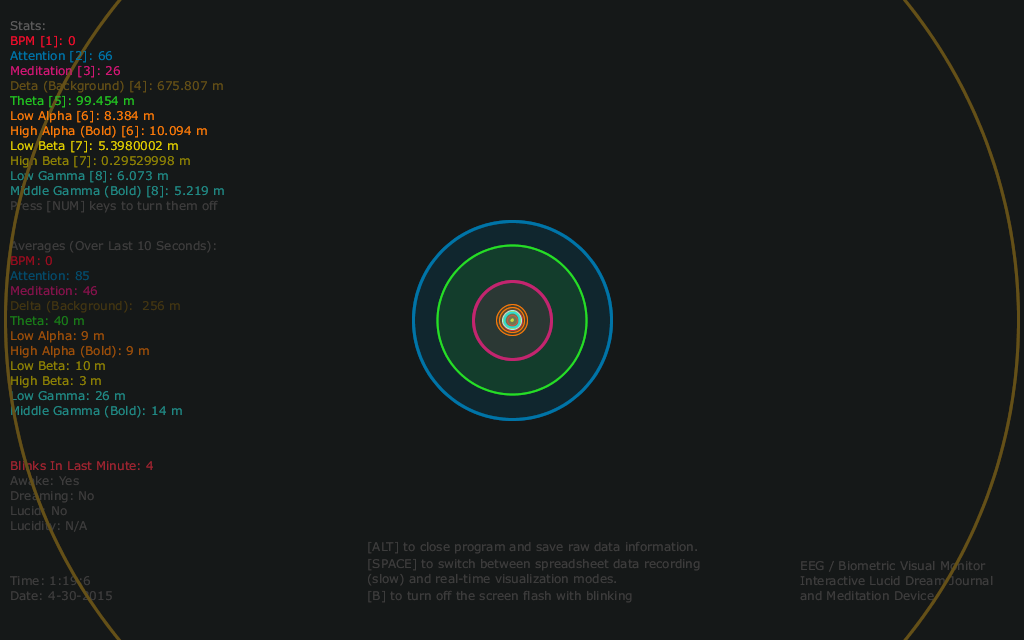 Stats:
BPM [1]: 0
Attention [2]: 66
Meditation [3]: 26
Deta (Background) [4]: 675.807 m
Theta [5]: 99.454 m
Low Alpha [6]: 8.384 m
High Alpha (Bold) [6]: 10.094 m
Low Beta [7]: 5.3980002 m
High Beta [7]: 0.29529998 m
Low Gamma [8]: 6.073 m
Middle Gamma (Bold) [8]: 5.219 m
Press [NUM] keys to turn them off
Averages (Over Last 10 Seconds):
BPM: 0
Attention: 85
Meditation: 46
Delta (Background): 256 m
Theta: 40 m
Low Alpha: 9 m
High Alpha (Bold): 9 m
Low Beta: 10 m
High Beta: 3 m
Low Gamma: 26 m
Middle Gamma (Bold): 14 m
Blinks In Last Minute: 4
Awake: Yes
Dreaming: No
Lucid: No
Lucidity: N/A
Time: 1:19:6
Date: 4-30-2015
[ALT] to close program and save raw data information.
[SPACE] to switch between spreadsheet data recording
(slow) and real-time visualization modes.
[B] to turn off the screen flash with blinking
EEG / Biometric Visual Monitor
Interactive Lucid Dream Journal
and Meditation Device